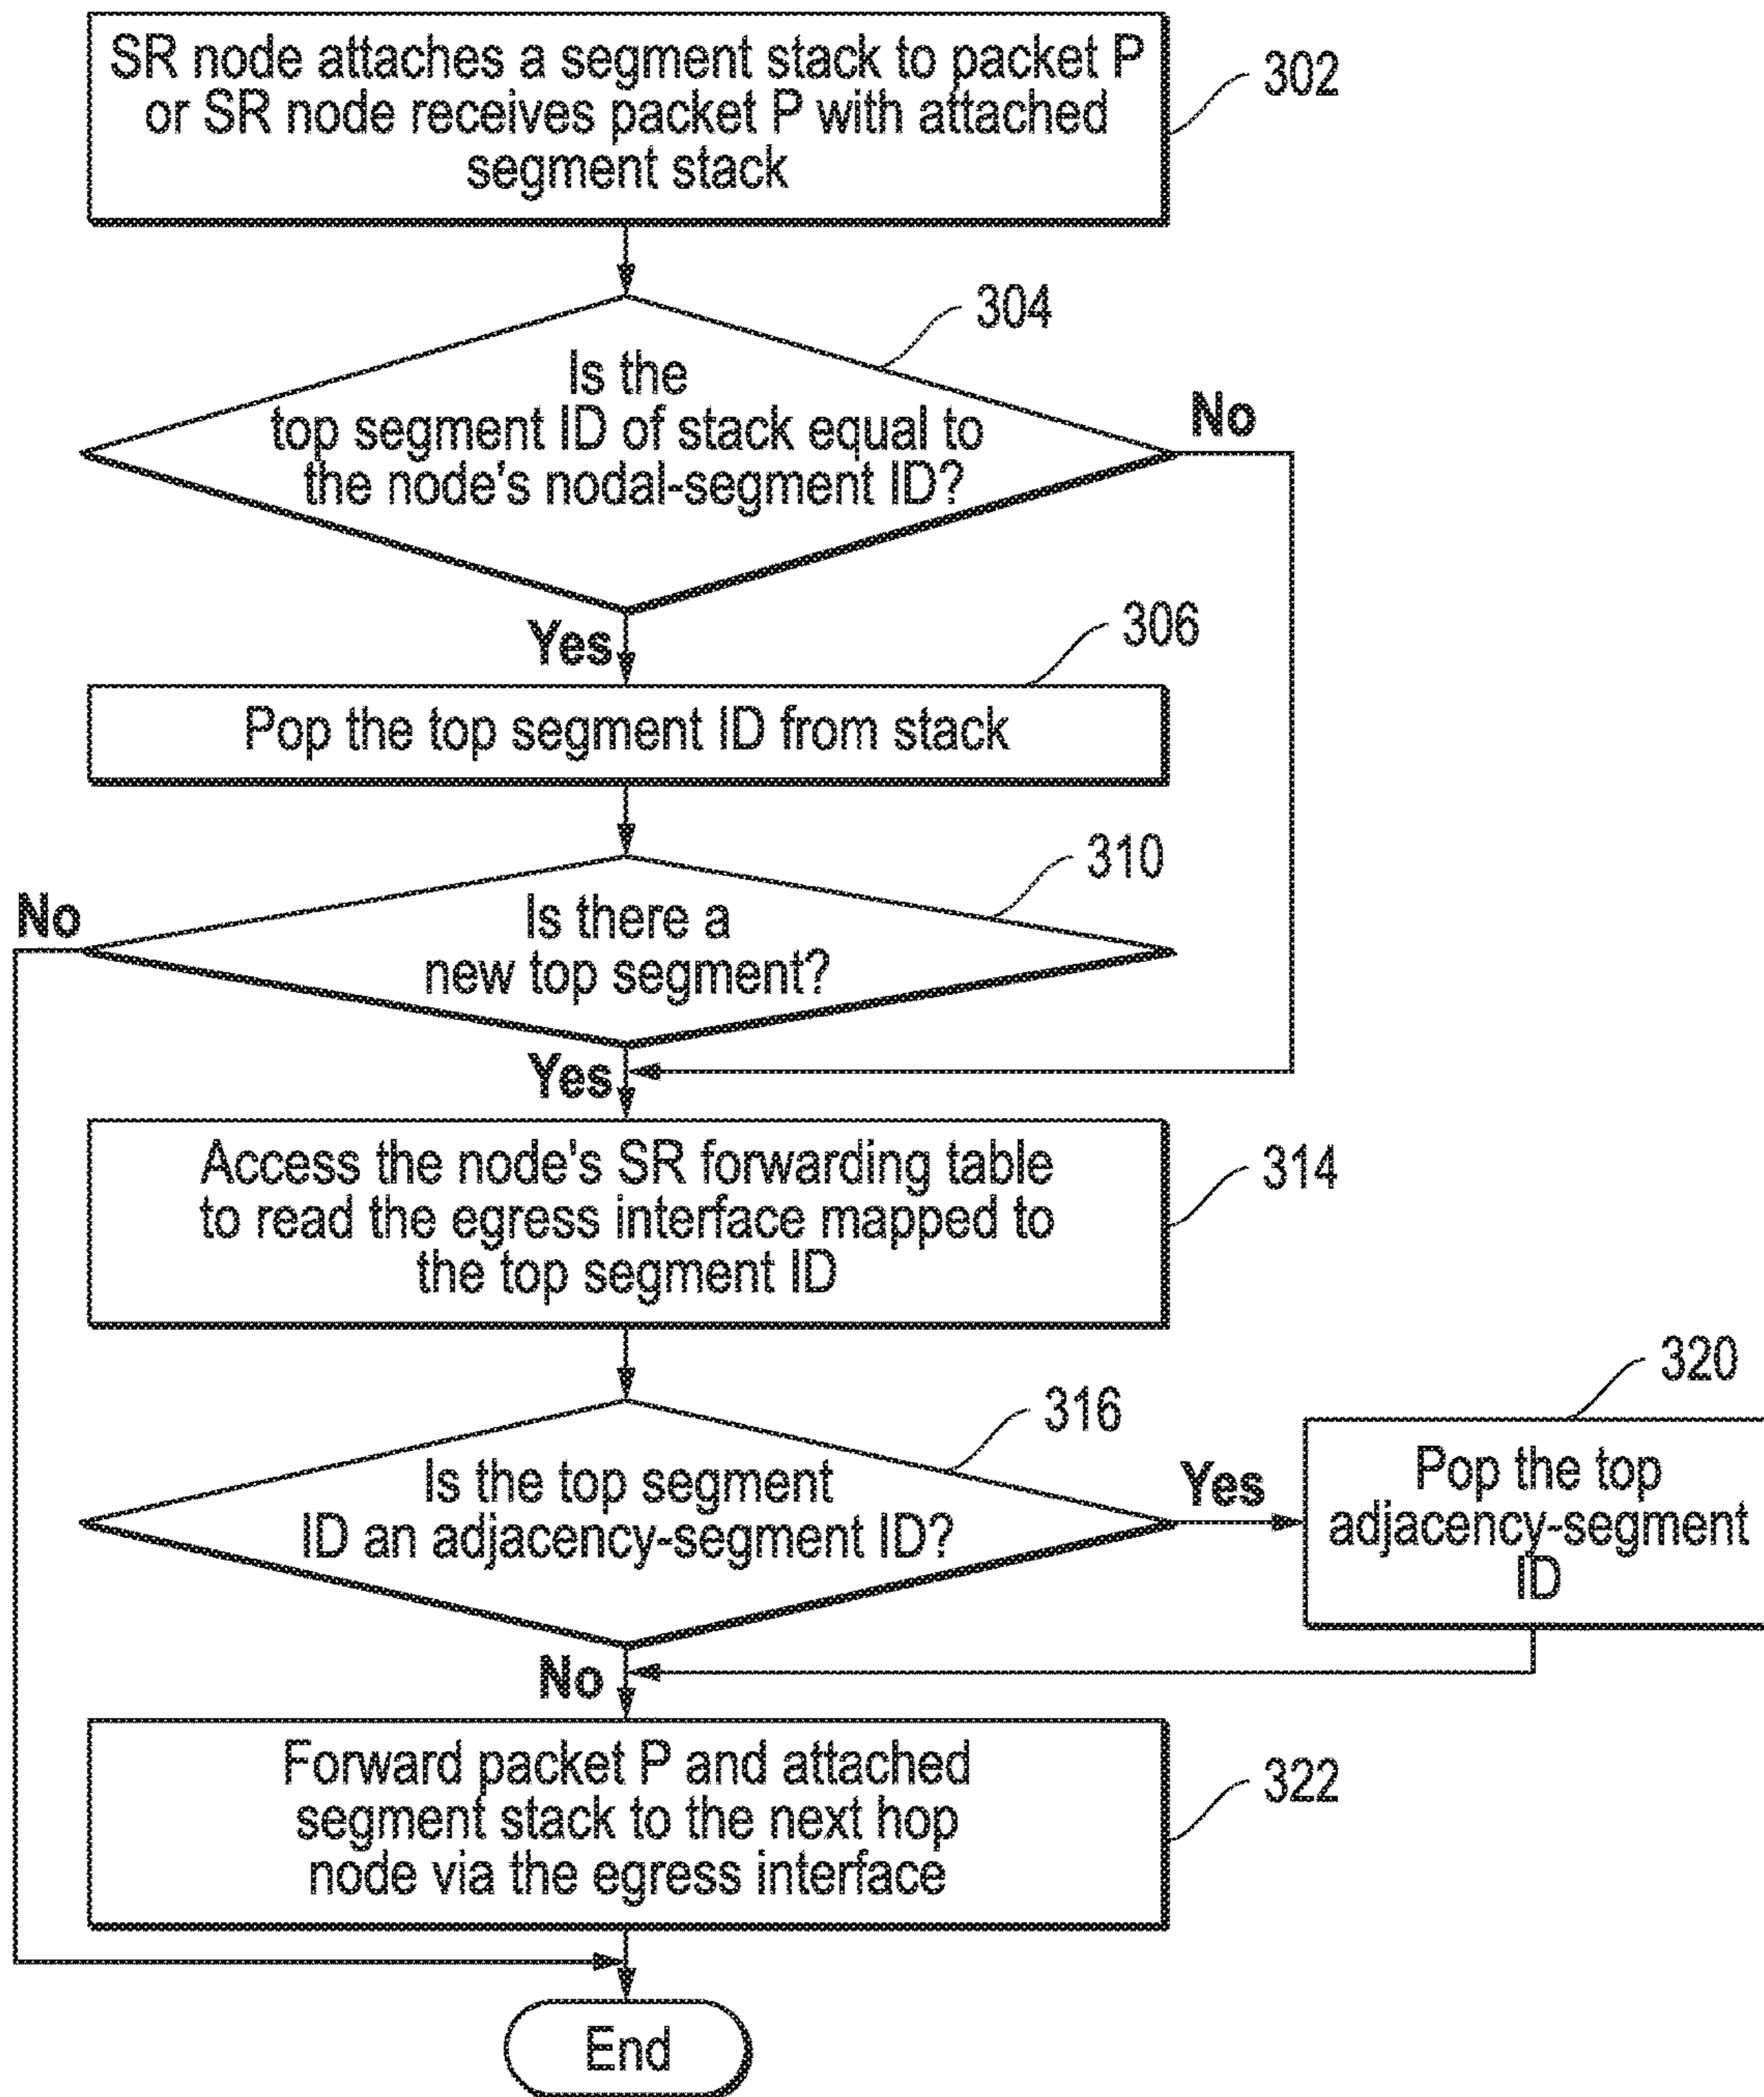 SR node attaches a segment stack to packet P
or SR node receives packet P with attached
segment stack
302
304
Is the
top segment ID of stack equal to
the node's nodal-segment ID?
No
Yes
306
Pop the top segment ID from stack
310
No
Is there a
new top segment?
Yes
Access the node's SR forwarding table
to read the egress interface mapped to
the top segment ID
314
320
316
Is the top segment
ID an adjacency-segment ID?
Yes
Pop the top
adjacency-segment
ID
No
Forward packet P and attached
segment stack to the next hop
node via the egress interface
322
End